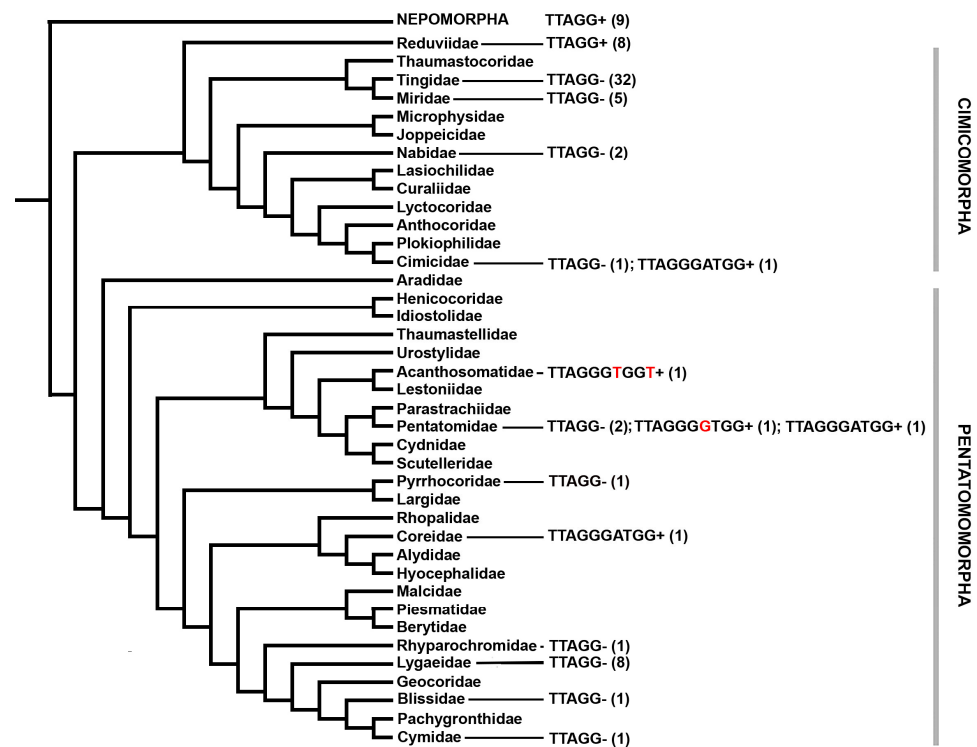 NEPOMORPHA TTAGG+ (9)
Reduviidae TTAGG+ (8)
Thaumastocoridae
Tingidae TTAGG- (32)
Miridae TTAGG- (5)
Microphysidae
Joppeicidae
Nabidae TTAGG- (2)
Lasiochilidae
Curaliidae
Lyctocoridae
Anthocoridae
Plokiophilidae
Cimicidae TTAGG- (1); TTAGGGATGG+ (1)
Aradidae
Henicocoridae
Idiostolidae
Thaumastellidae
Urostylidae
Acanthosomatidae TTAGGGTGGT+ (1)
Lestoniidae
Parastrachiidae
Pentatomidae TTAGG- (2); TTAGGGGTGG+ (1); TTAGGGATGG+ (1)
Cydnidae
Scutelleridae
Pyrrhocoridae TTAGG- (1)
Largidae
Rhopalidae
Coreidae TTAGGGATGG+ (1)
Alydidae
Hyocephalidae
Malcidae
Piesmatidae
Berytidae
Rhyparochromidae TTAGG- (1)
Lygaeidae TTAGG- (8)
Geocoridae
Blissidae TTAGG- (1)
Pachygronthidae
Cymidae TTAGG- (1)
CIMICOMORPHA
PENTATOMOMORPHA